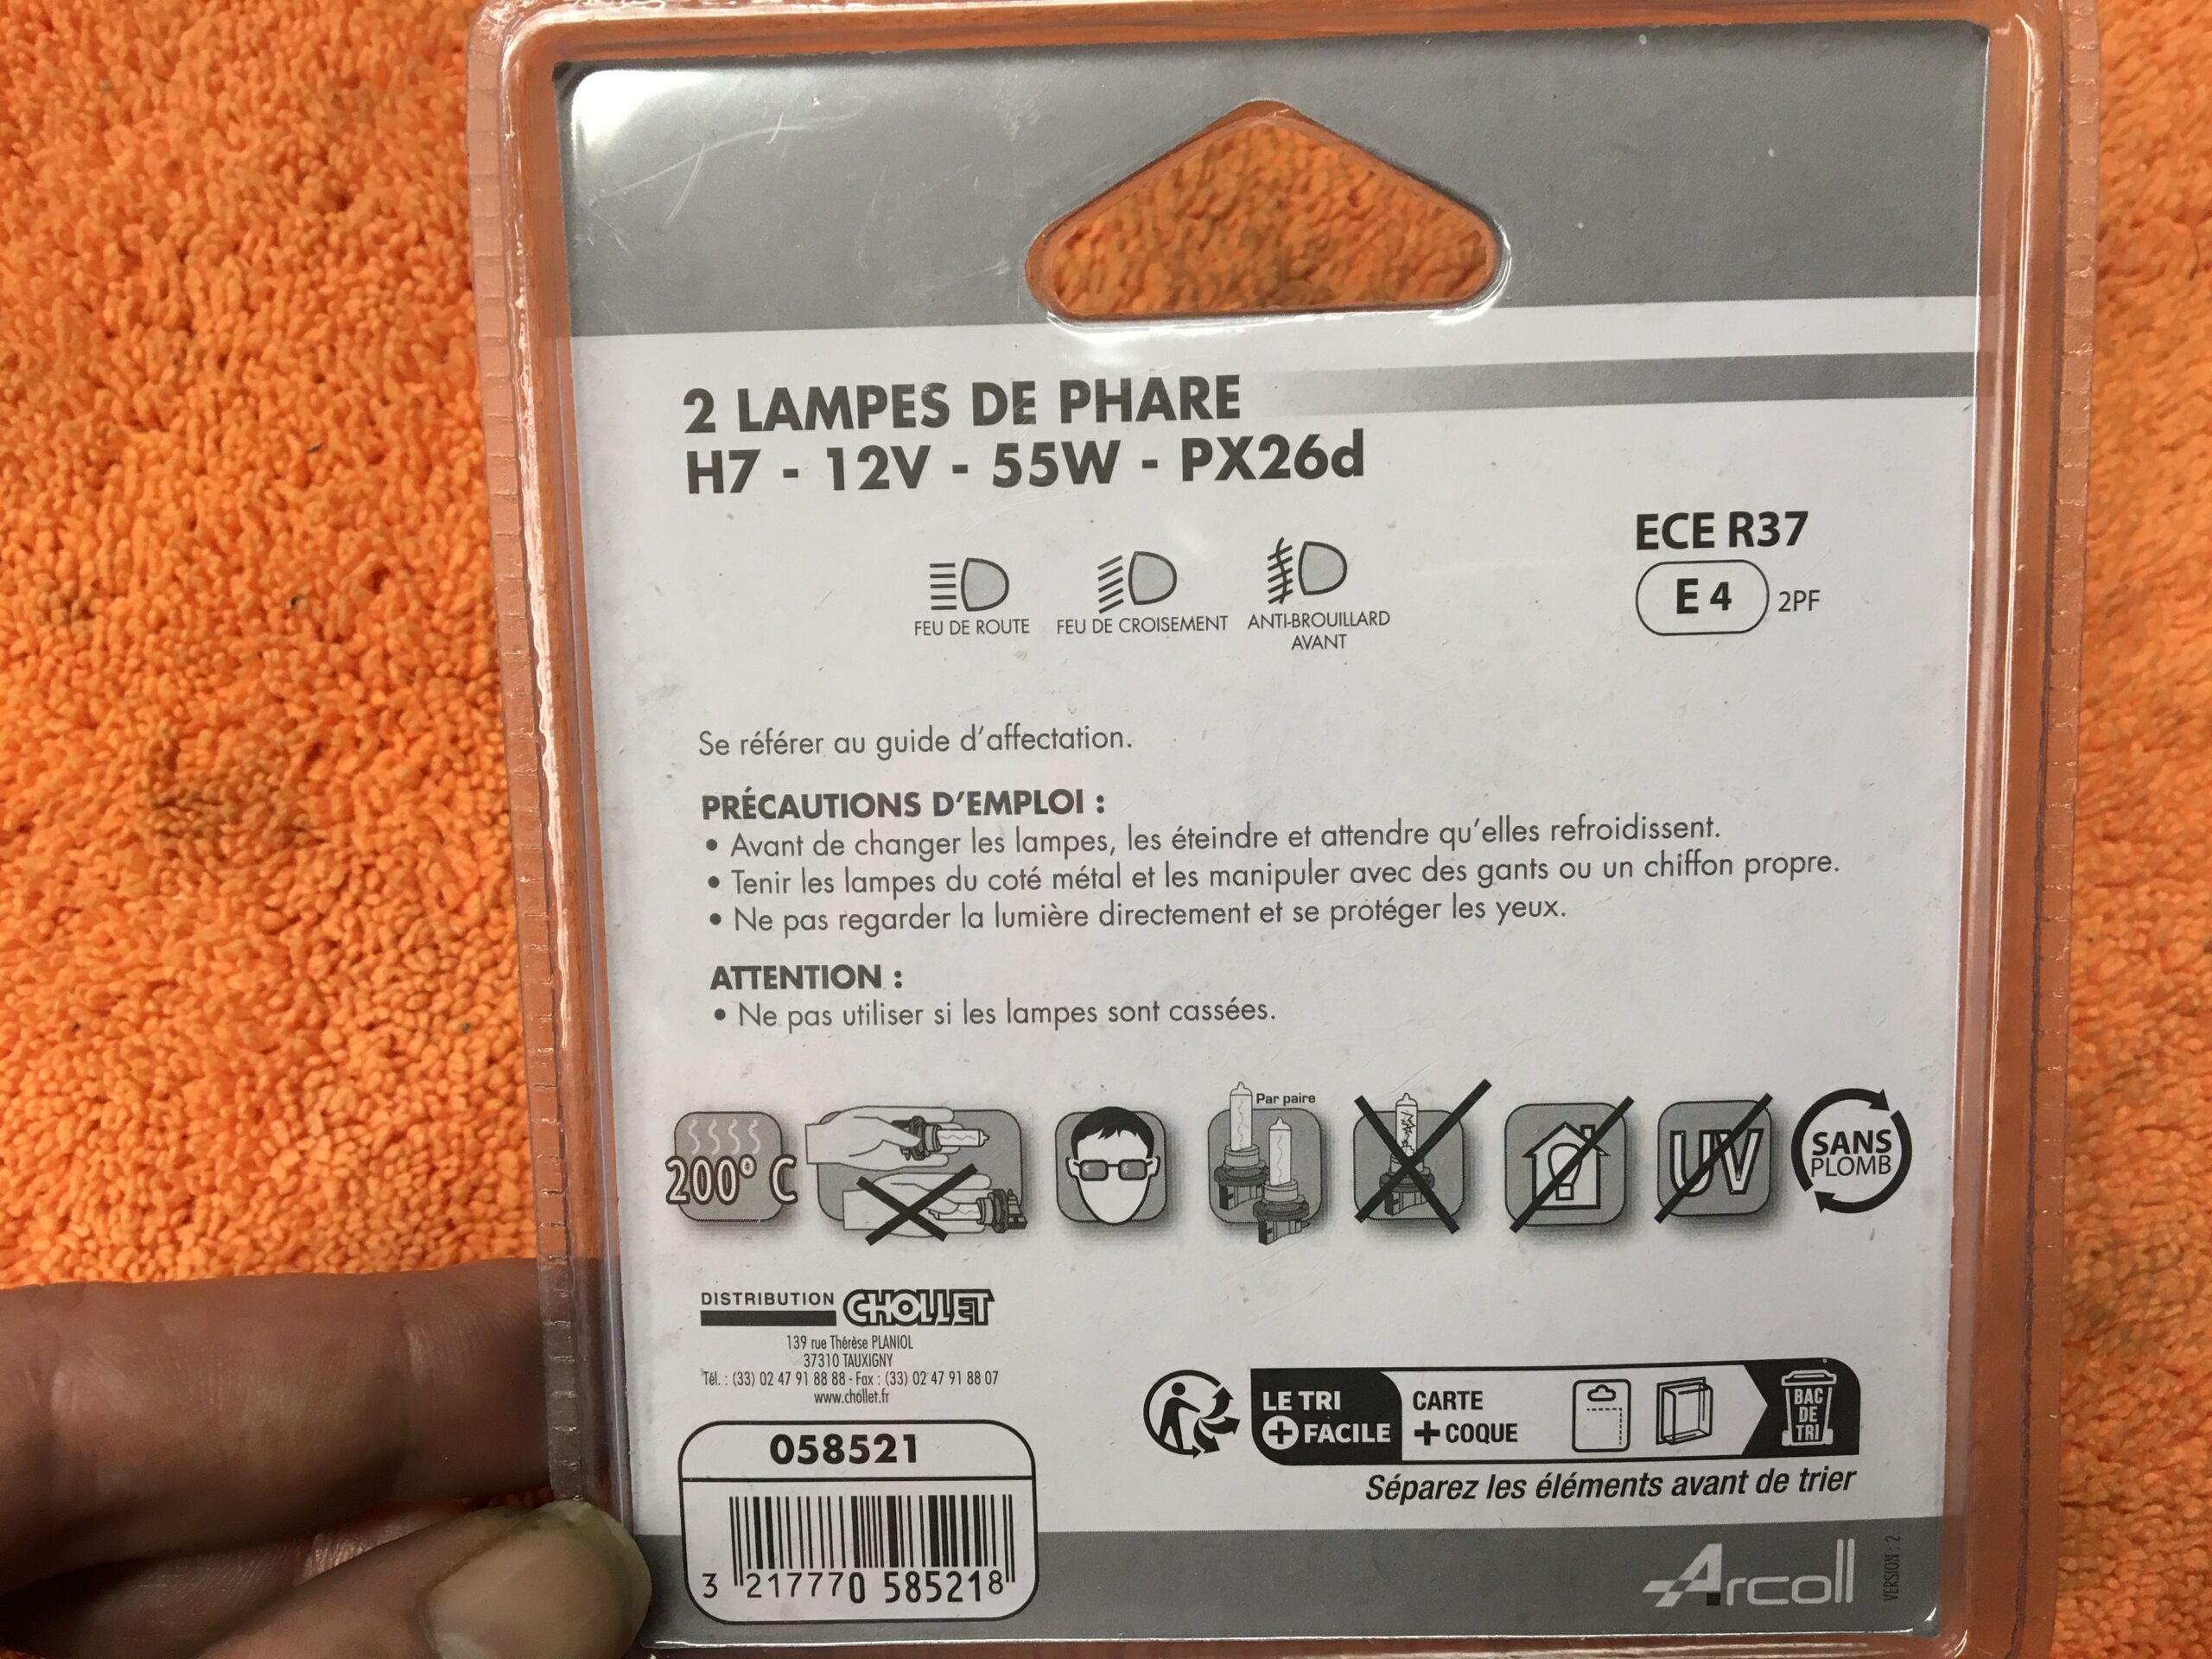 2 LAMPES DE PHARE
H7 - 12V - 55W - PX26d
ECE R37
E 4 2PF
FEU DE ROUTE
FEU DE CROISEMENT
ANTI-BROUILLARD
AVANT
Se référer au guide d'affectation.
PRÉCAUTIONS D'EMPLOI :
• Avant de changer les lampes, les éteindre et attendre qu'elles refroidissent.
• Tenir les lampes du coté métal et les manipuler avec des gants ou un chiffon propre.
• Ne pas regarder la lumière directement et se protéger les yeux.
ATTENTION :
• Ne pas utiliser si les lampes sont cassées.
200° C
Par paire
UV
SANS
PLOMB
DISTRIBUTION CHOLLET
139 rue Thérèse PLANIOL
37310 TAUXIGNY
Tél. : (33) 02 47 91 88 88 - Fax : (33) 02 47 91 88 07
www.chollet.fr
LE TRI
+ FACILE
CARTE
+ COQUE
BAC
DE
TRI
Séparez les éléments avant de trier
058521
3 217770 585218
Arcoll
VERSION : 2